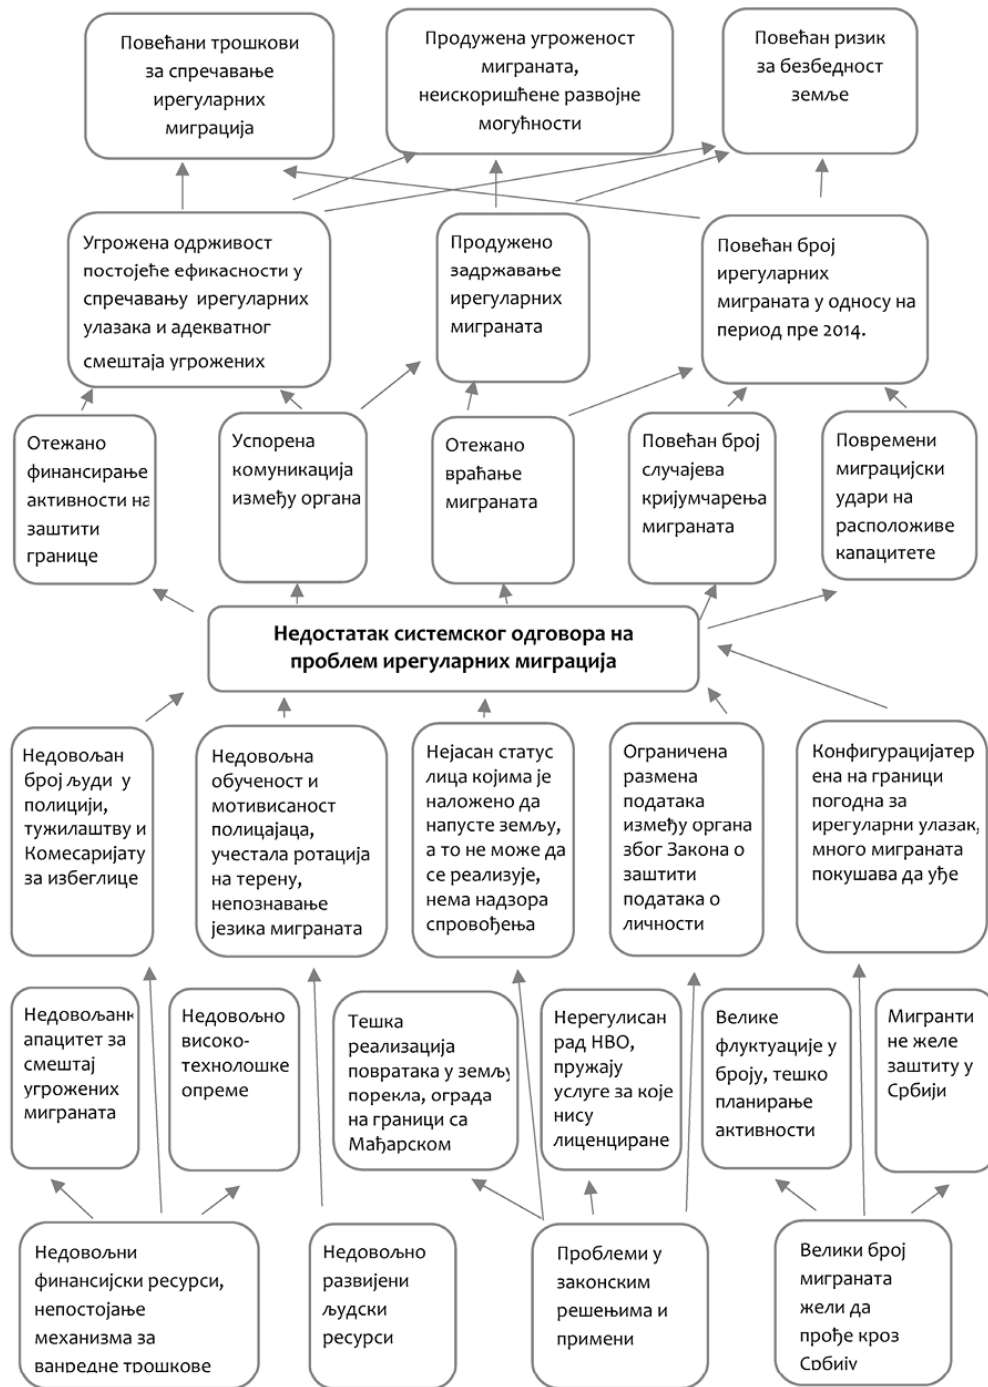 Повећани трошкови
за спречавање
ирегуларних
миграција
Продужена угроженост
миграната,
неискоришћене развојне
могућности
Повећан ризик
за безбедност
земље
Угрожена одрживост
постојеће ефикасности у
спречавању ирегуларних
улазака и адекватног
смештаја угрожених
Продужено
задржавање
ирегуларних
миграната
Повећан број
ирегуларних
миграната у односу на
период пре 2014.
Отежано
финансирање
активности на
заштити
границе
Успорена
комуникација
између органа
Отежано
враћање
миграната
Повећан број
случајева
кријумчарења
миграната
Повремени
миграцијски
удари на
расположиве
капацитете
Недостатак системског одговора на
проблем ирегуларних миграција
Недовољан
број људи у
полицији,
тужилаштву и
Комесаријату
за избеглице
Недовољна
обученост и
мотивисаност
полицајаца,
учестала ротација
на терену,
непознавање
језика миграната
Нејасан статус
лица којима је
наложено да
напусте земљу,
а то не може да
се реализује,
нема надзора
спровођења
Ограничена
размена
података
између органа
због Закона о
заштити
података о
личности
Конфигурацијатер
ена на граници
погодна за
ирегуларни улазак,
много миграната
покушава да уђе
Недовољанк
апацитет за
смештај
угрожених
миграната
Недовољно
високо-
технолошке
опреме
Тешка
реализација
повратака у земљу
порекла, ограда
на граници са
Мађарском
Нерегулисан
рад НВО,
пружају
услуге за које
нису
лиценциране
Велике
флуктуације у
броју, тешко
планирање
активности
Мигранти
не желе
заштиту у
Србији
Недовољни
финансијски ресурси,
непостојање
механизма за
ванредне трошкове
Недовољно
развијени
људски
ресурси
Проблеми у
законским
решењима и
примени
Велики број
миграната
жели да
прође кроз
Србију